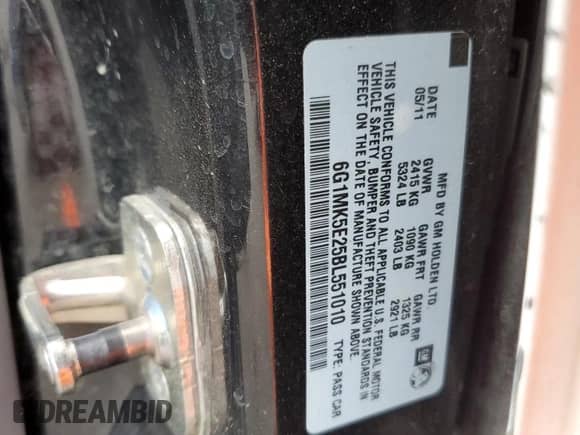 MFD BY GM HOLDEN LTD.
DATE GVWR GAWR FRT GAWR RR
05/11 2415 KG 1090 KG 1325 KG
5324 LB 2403 LB 2921 LB
GM
THIS VEHICLE CONFORMS TO ALL APPLICABLE U.S. FEDERAL MOTOR
VEHICLE SAFETY, BUMPER AND THEFT PREVENTION STANDARDS IN
EFFECT ON THE DATE OF MANUFACTURE SHOWN ABOVE.
6G1MK5E25BL551010 TYPE: PASS CAR
DREAMBID